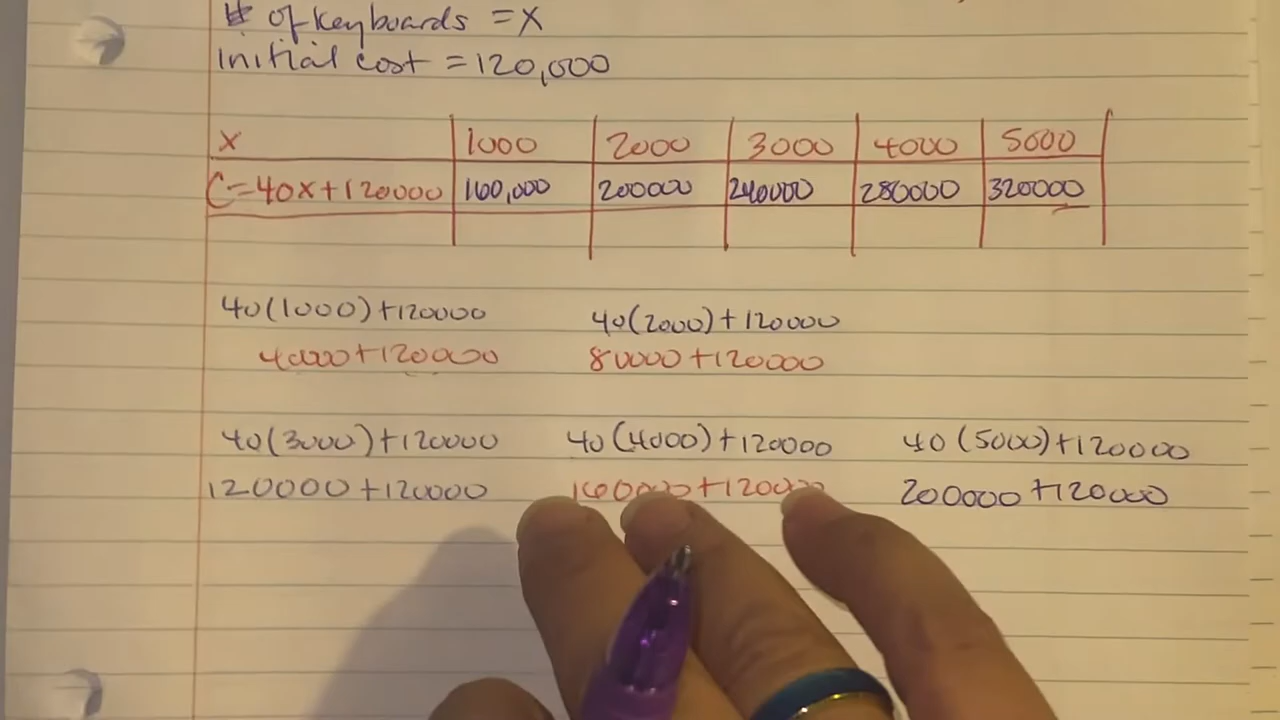 # of keyboards = X
Initial cost = 120,000
X 1000 2000 3000 4000 5000
C=40X+120000 160,000 200000 240000 280000 320000
40(1000)+120000 40(2000)+120000
40000+120000 80000+120000
40(3000)+120000 40(4000)+120000 40(5000)+120000
120000+120000 160000+120000 200000+120000